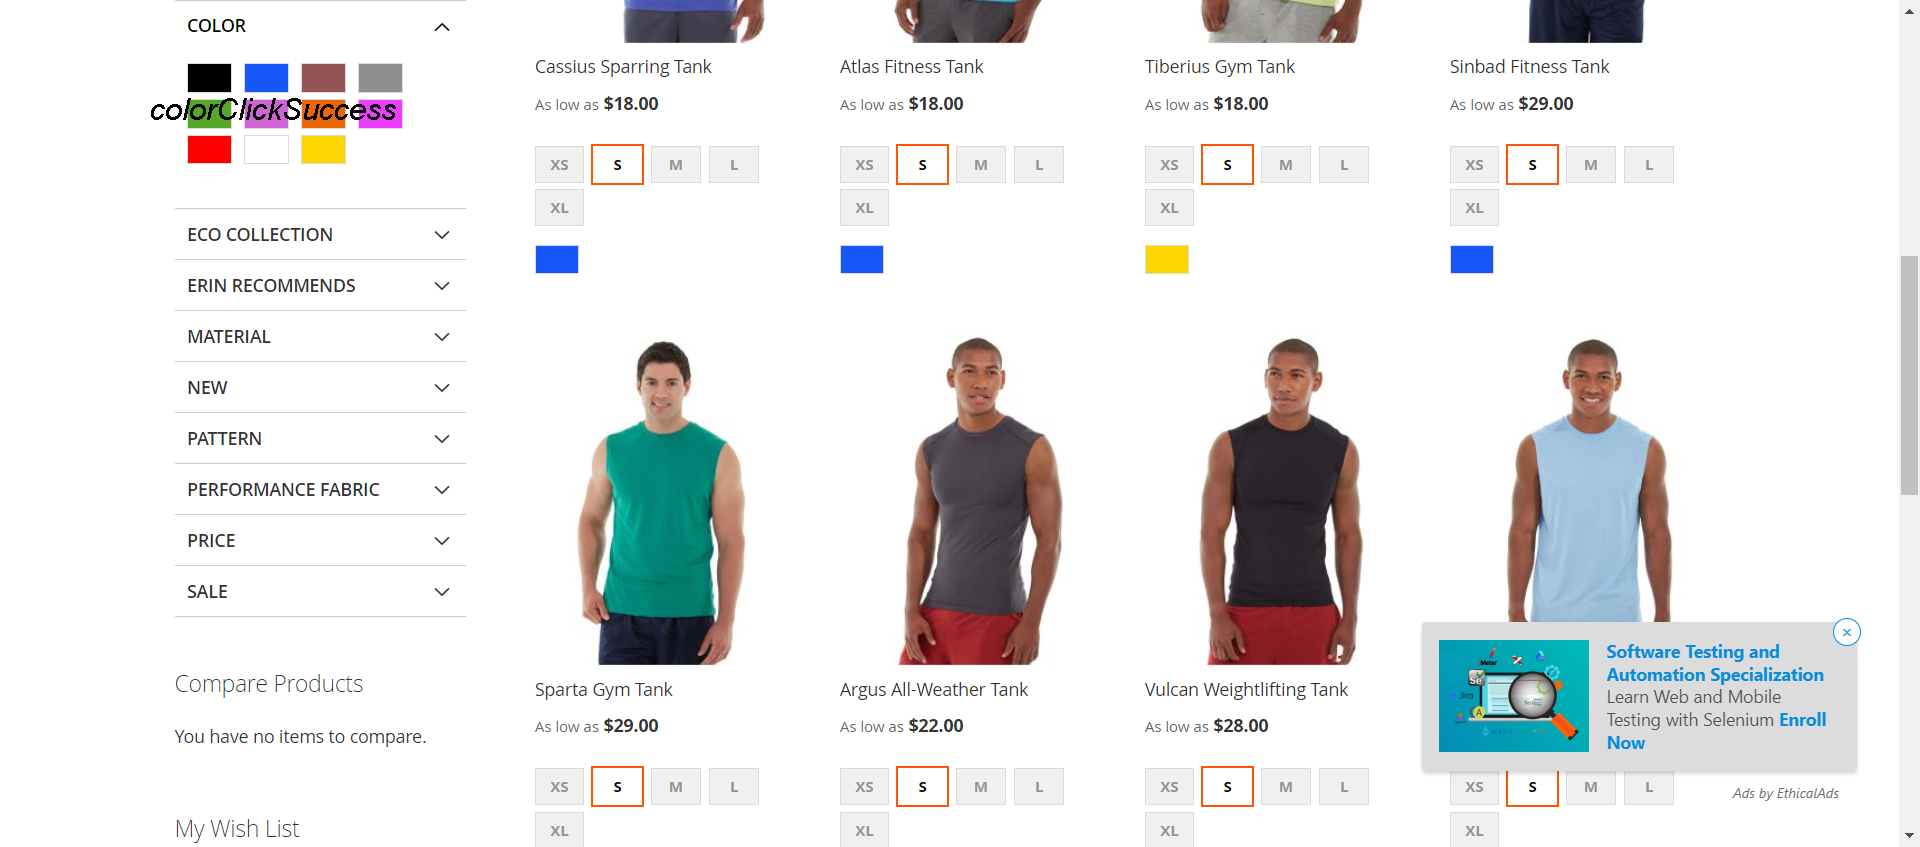 COLOR
colorClickSuccess
ECO COLLECTION
ERIN RECOMMENDS
MATERIAL
NEW
PATTERN
PERFORMANCE FABRIC
PRICE
SALE
Compare Products
You have no items to compare.
My Wish List
Cassius Sparring Tank
As low as $18.00
XS S M L
XL
Atlas Fitness Tank
As low as $18.00
XS S M L
XL
Tiberius Gym Tank
As low as $18.00
XS S M L
XL
Sinbad Fitness Tank
As low as $29.00
XS S M L
XL
Sparta Gym Tank
As low as $29.00
XS S M L
XL
Argus All-Weather Tank
As low as $22.00
XS S M L
XL
Vulcan Weightlifting Tank
As low as $28.00
XS S M L
XL
XS S M L
XL
Software Testing and
Automation Specialization
Learn Web and Mobile
Testing with Selenium Enroll
Now
Ads by EthicalAds